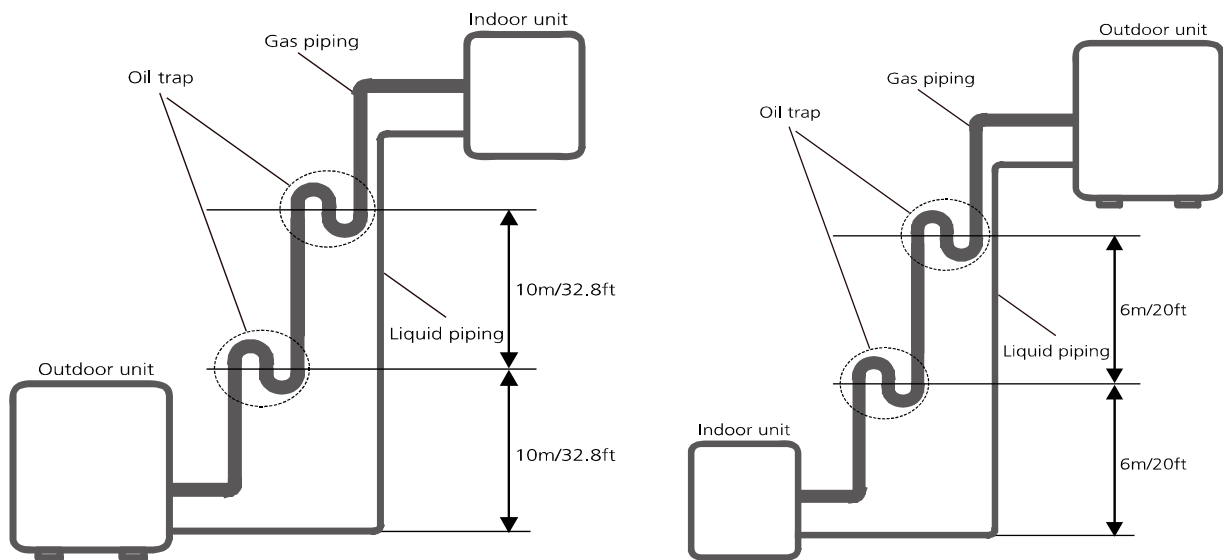 Indoor unit
Gas piping
Oil trap
10m/32.8ft
Liquid piping
Outdoor unit
10m/32.8ft
Outdoor unit
Gas piping
Oil trap
6m/20ft
Liquid piping
Indoor unit
6m/20ft